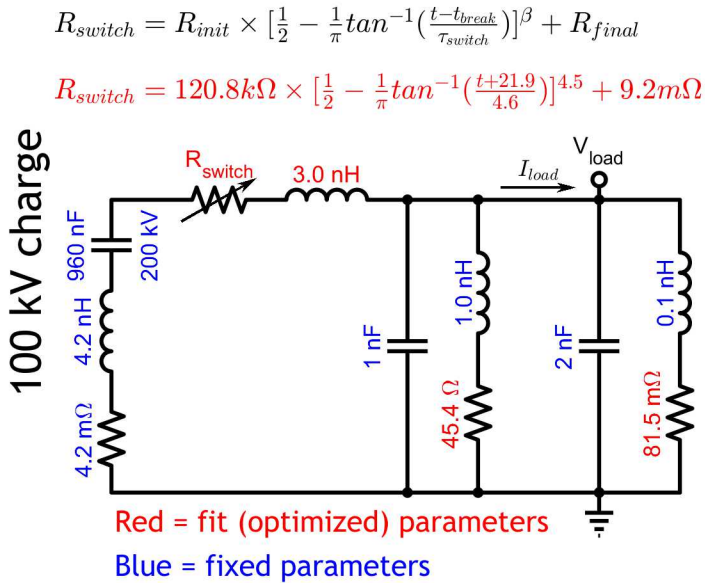 R_switch = R_init × [1/2 − 1/π tan⁻¹((t−t_break)/τ_switch)]^β + R_final
R_switch = 120.8kΩ × [1/2 − 1/π tan⁻¹((t+21.9)/4.6)]^4.5 + 9.2mΩ
100 kV charge
R_switch
3.0 nH
I_load
V_load
960 nF
200 kV
4.2 nH
4.2 mΩ
1 nF
1.0 nH
45.4 Ω
2 nF
0.1 nH
81.5 mΩ
Red = fit (optimized) parameters
Blue = fixed parameters